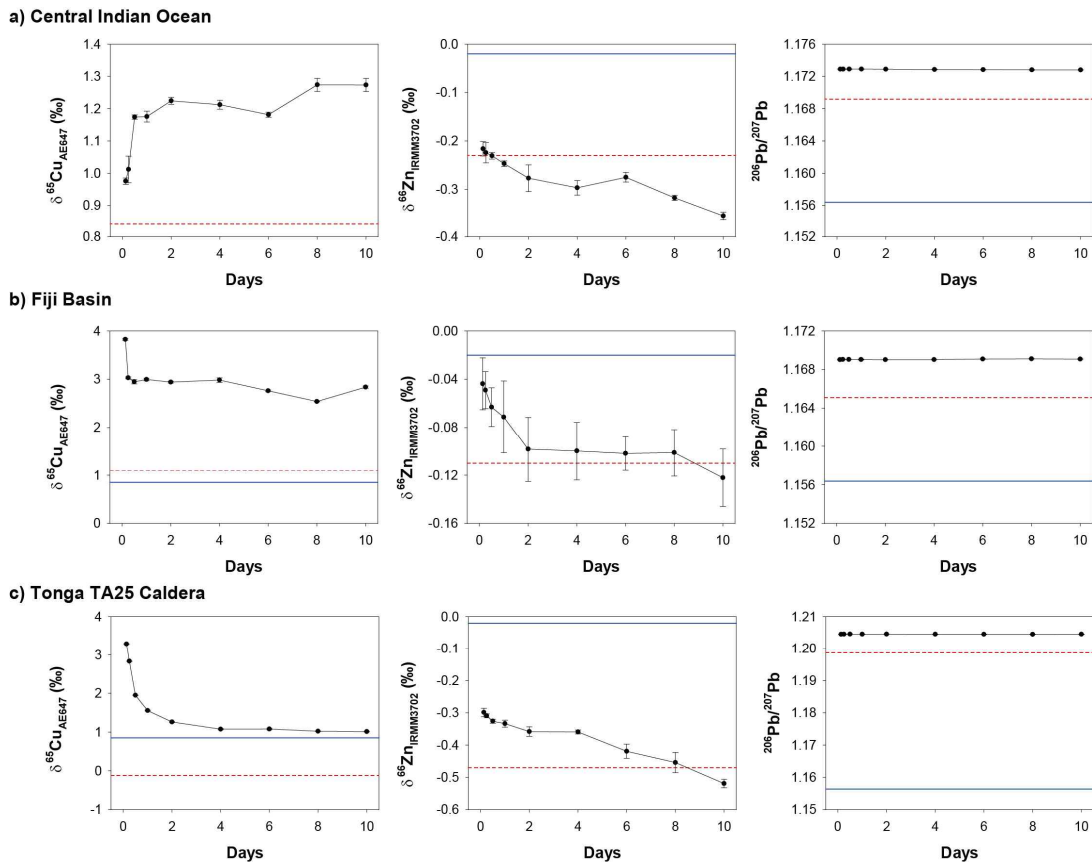 a) Central Indian Ocean
δ ⁶⁵Cu_AE647 (‰)
1.4
1.3
1.2
1.1
1.0
0.9
0.8
0 2 4 6 8 10
Days
δ ⁶⁶Zn_IRMM3702 (‰)
0.0
-0.1
-0.2
-0.3
-0.4
0 2 4 6 8 10
Days
²⁰⁶Pb/²⁰⁷Pb
1.176
1.172
1.168
1.164
1.160
1.156
1.152
0 2 4 6 8 10
Days
b) Fiji Basin
δ ⁶⁵Cu_AE647 (‰)
4
3
2
1
0
0 2 4 6 8 10
Days
δ ⁶⁶Zn_IRMM3702 (‰)
0.00
-0.04
-0.08
-0.12
-0.16
0 2 4 6 8 10
Days
²⁰⁶Pb/²⁰⁷Pb
1.172
1.168
1.164
1.160
1.156
1.152
0 2 4 6 8 10
Days
c) Tonga TA25 Caldera
δ ⁶⁵Cu_AE647 (‰)
4
3
2
1
0
-1
0 2 4 6 8 10
Days
δ ⁶⁶Zn_IRMM3702 (‰)
0.0
-0.1
-0.2
-0.3
-0.4
-0.5
-0.6
0 2 4 6 8 10
Days
²⁰⁶Pb/²⁰⁷Pb
1.21
1.20
1.19
1.18
1.17
1.16
1.15
0 2 4 6 8 10
Days